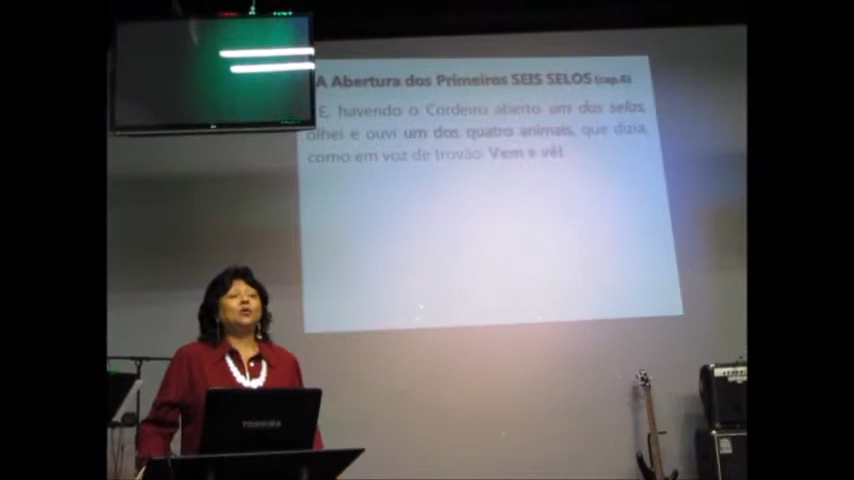 A Abertura dos Primeiros SEIS SELOS (cap.6)
E, havendo o Cordeiro aberto um dos selos,
olhei e ouvi um dos quatro animais, que dizia,
como em voz de trovão: Vem e vê!
TOSHIBA